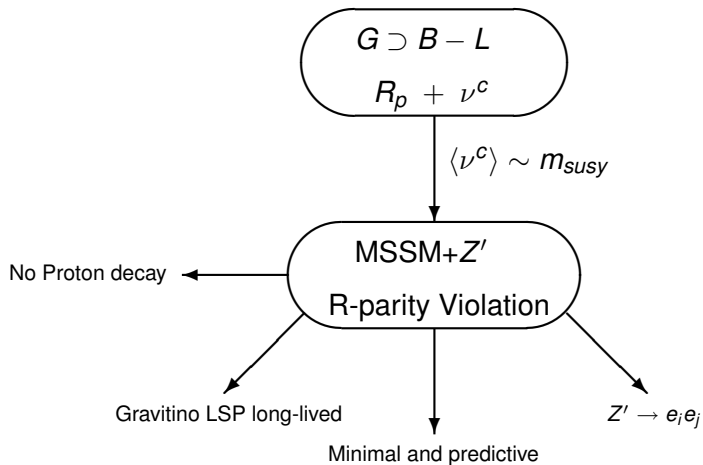 G ⊃ B − L
R_p + ν^c
⟨ν^c⟩ ∼ m_susy
MSSM+Z′
R-parity Violation
No Proton decay
Gravitino LSP long-lived
Z′ → e_i e_j
Minimal and predictive